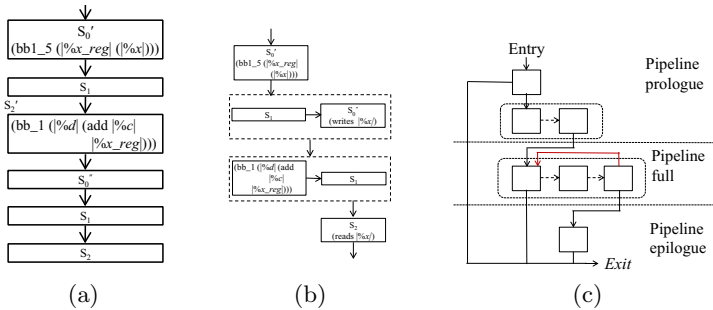 S₀′
(bb1_5 (|%x_reg| (|%x|)))
S₁
S₂′
(bb_1 (|%d| (add |%c|
|%x_reg|)))
S₀″
S₁
S₂
(a)
S₀′
(bb1_5 (|%x_reg|
(|%x|)))
S₁
S₀″
(writes |%x|)
(bb_1 (|%d| (add
|%c|
|%x_reg|)))
S₁
S₂
(reads |%x|)
(b)
Entry
Pipeline
prologue
Pipeline
full
Pipeline
epilogue
Exit
(c)